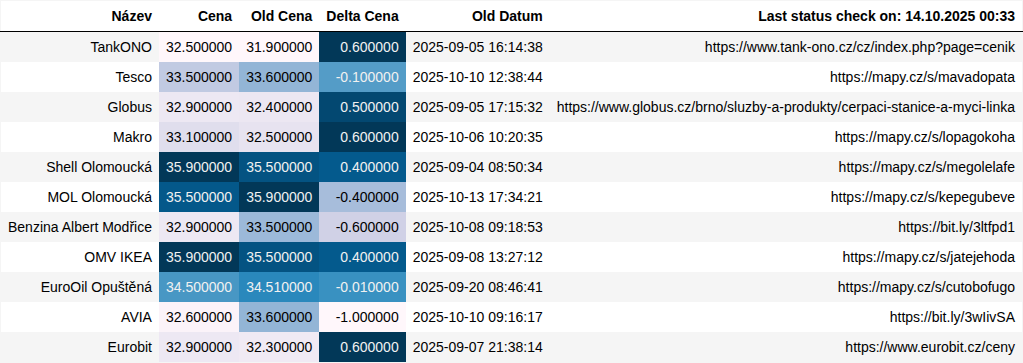 Název Cena Old Cena Delta Cena Old Datum Last status check on: 14.10.2025 00:33
TankONO 32.500000 31.900000 0.600000 2025-09-05 16:14:38 https://www.tank-ono.cz/cz/index.php?page=cenik
Tesco 33.500000 33.600000 -0.100000 2025-10-10 12:38:44 https://mapy.cz/s/mavadopata
Globus 32.900000 32.400000 0.500000 2025-09-05 17:15:32 https://www.globus.cz/brno/sluzby-a-produkty/cerpaci-stanice-a-myci-linka
Makro 33.100000 32.500000 0.600000 2025-10-06 10:20:35 https://mapy.cz/s/lopagokoha
Shell Olomoucká 35.900000 35.500000 0.400000 2025-09-04 08:50:34 https://mapy.cz/s/megolelafe
MOL Olomoucká 35.500000 35.900000 -0.400000 2025-10-13 17:34:21 https://mapy.cz/s/kepegubeve
Benzina Albert Modřice 32.900000 33.500000 -0.600000 2025-10-08 09:18:53 https://bit.ly/3ltfpd1
OMV IKEA 35.900000 35.500000 0.400000 2025-09-08 13:27:12 https://mapy.cz/s/jatejehoda
EuroOil Opuštěná 34.500000 34.510000 -0.010000 2025-09-20 08:46:41 https://mapy.cz/s/cutobofugo
AVIA 32.600000 33.600000 -1.000000 2025-10-10 09:16:17 https://bit.ly/3wIivSA
Eurobit 32.900000 32.300000 0.600000 2025-09-07 21:38:14 https://www.eurobit.cz/ceny